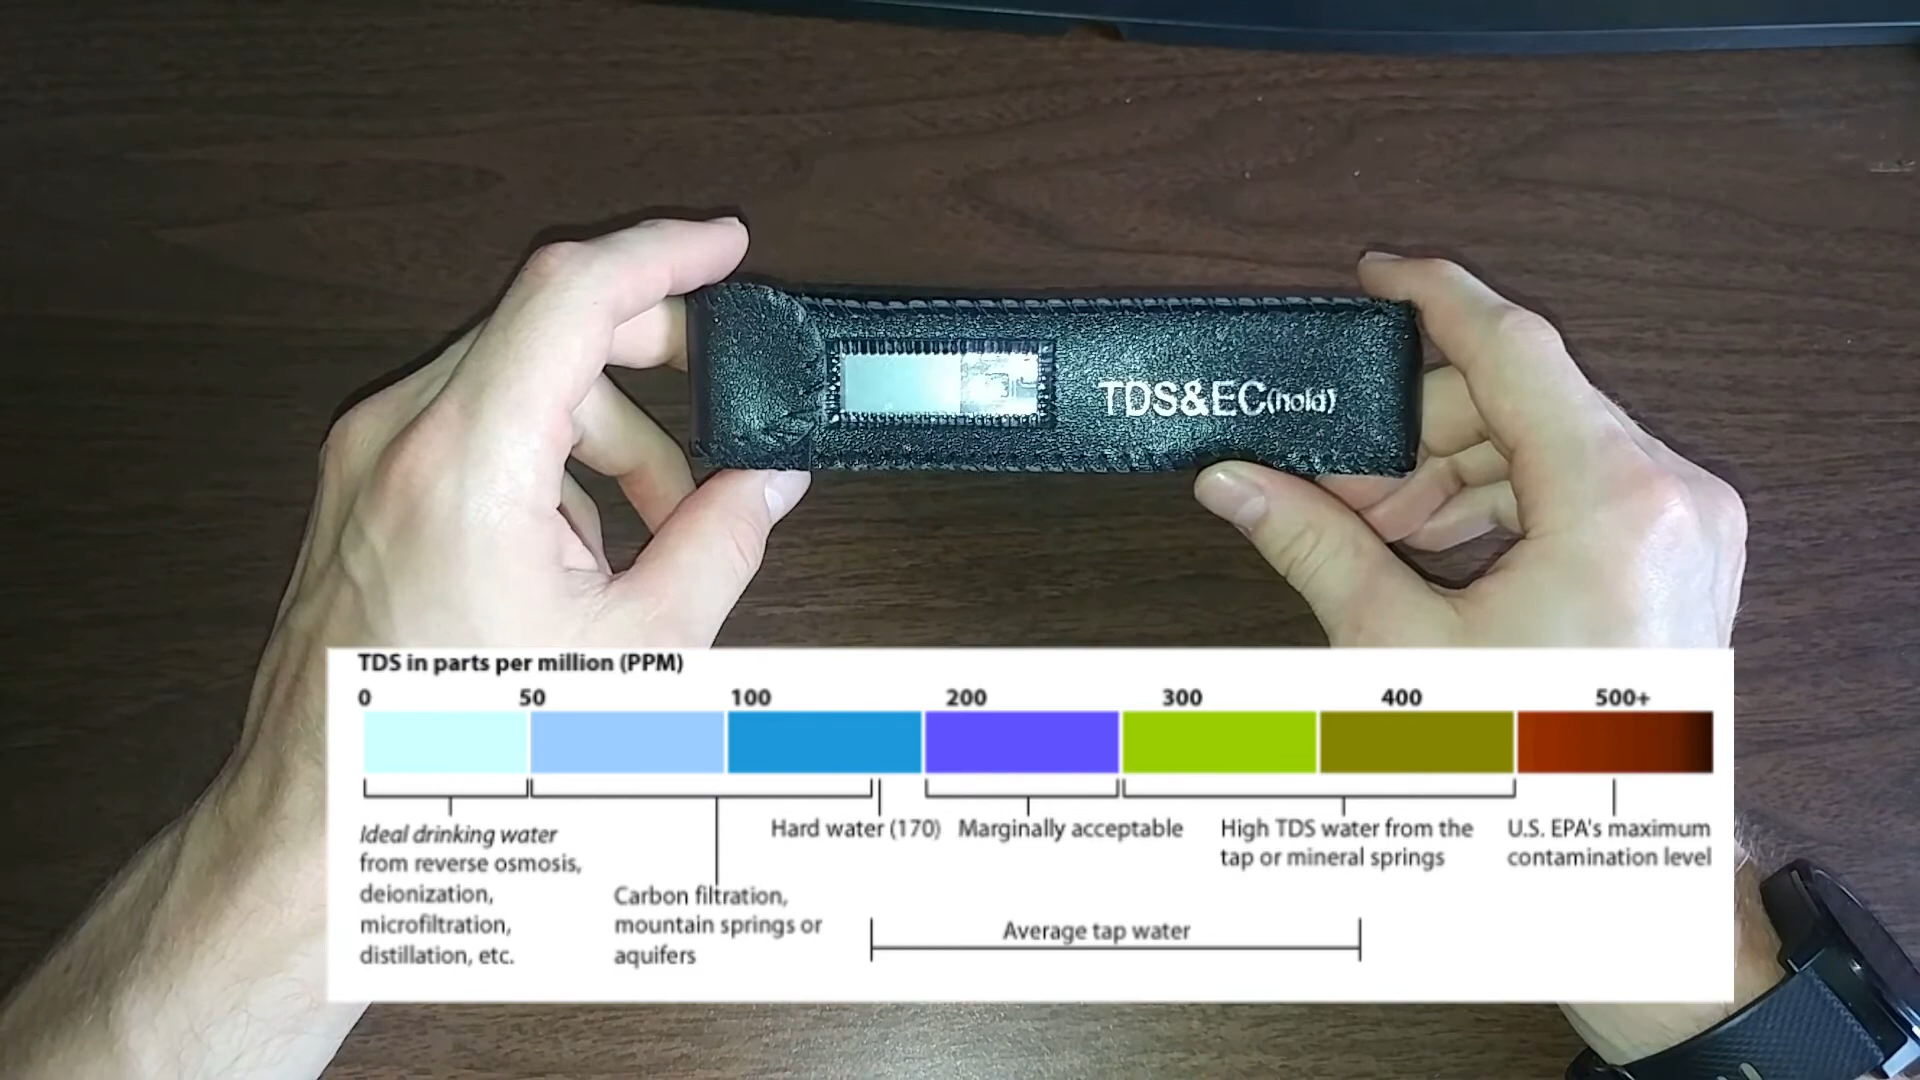 TDS&EC(hold)
TDS in parts per million (PPM)
0 50 100 200 300 400 500+
Ideal drinking water
from reverse osmosis,
deionization,
microfiltration,
distillation, etc.
Carbon filtration,
mountain springs or
aquifers
Hard water (170)
Marginally acceptable
High TDS water from the
tap or mineral springs
U.S. EPA's maximum
contamination level
Average tap water